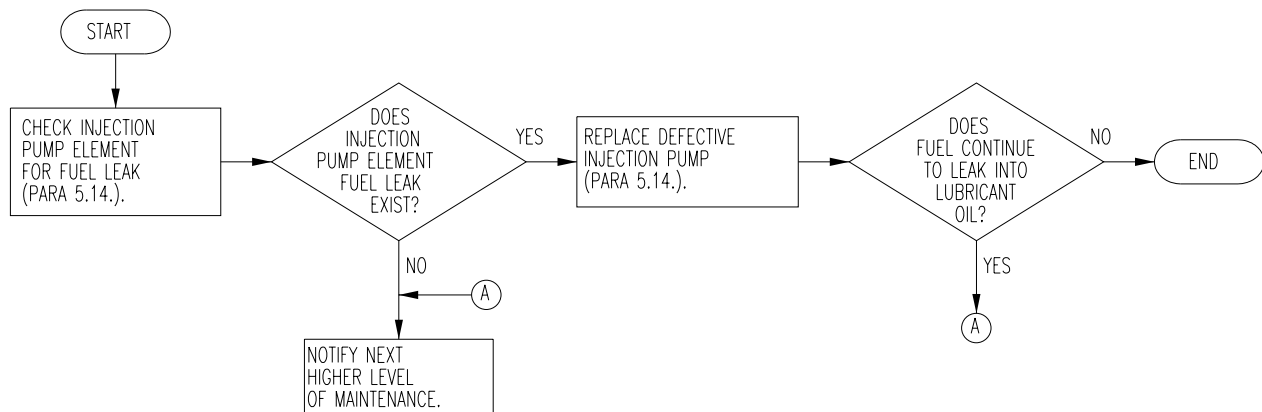 START
CHECK INJECTION
PUMP ELEMENT
FOR FUEL LEAK
(PARA 5.14.).
DOES
INJECTION
PUMP ELEMENT
FUEL LEAK
EXIST?
YES
NO
A
NOTIFY NEXT
HIGHER LEVEL
OF MAINTENANCE.
REPLACE DEFECTIVE
INJECTION PUMP
(PARA 5.14.).
DOES
FUEL CONTINUE
TO LEAK INTO
LUBRICANT
OIL?
NO
END
YES
A